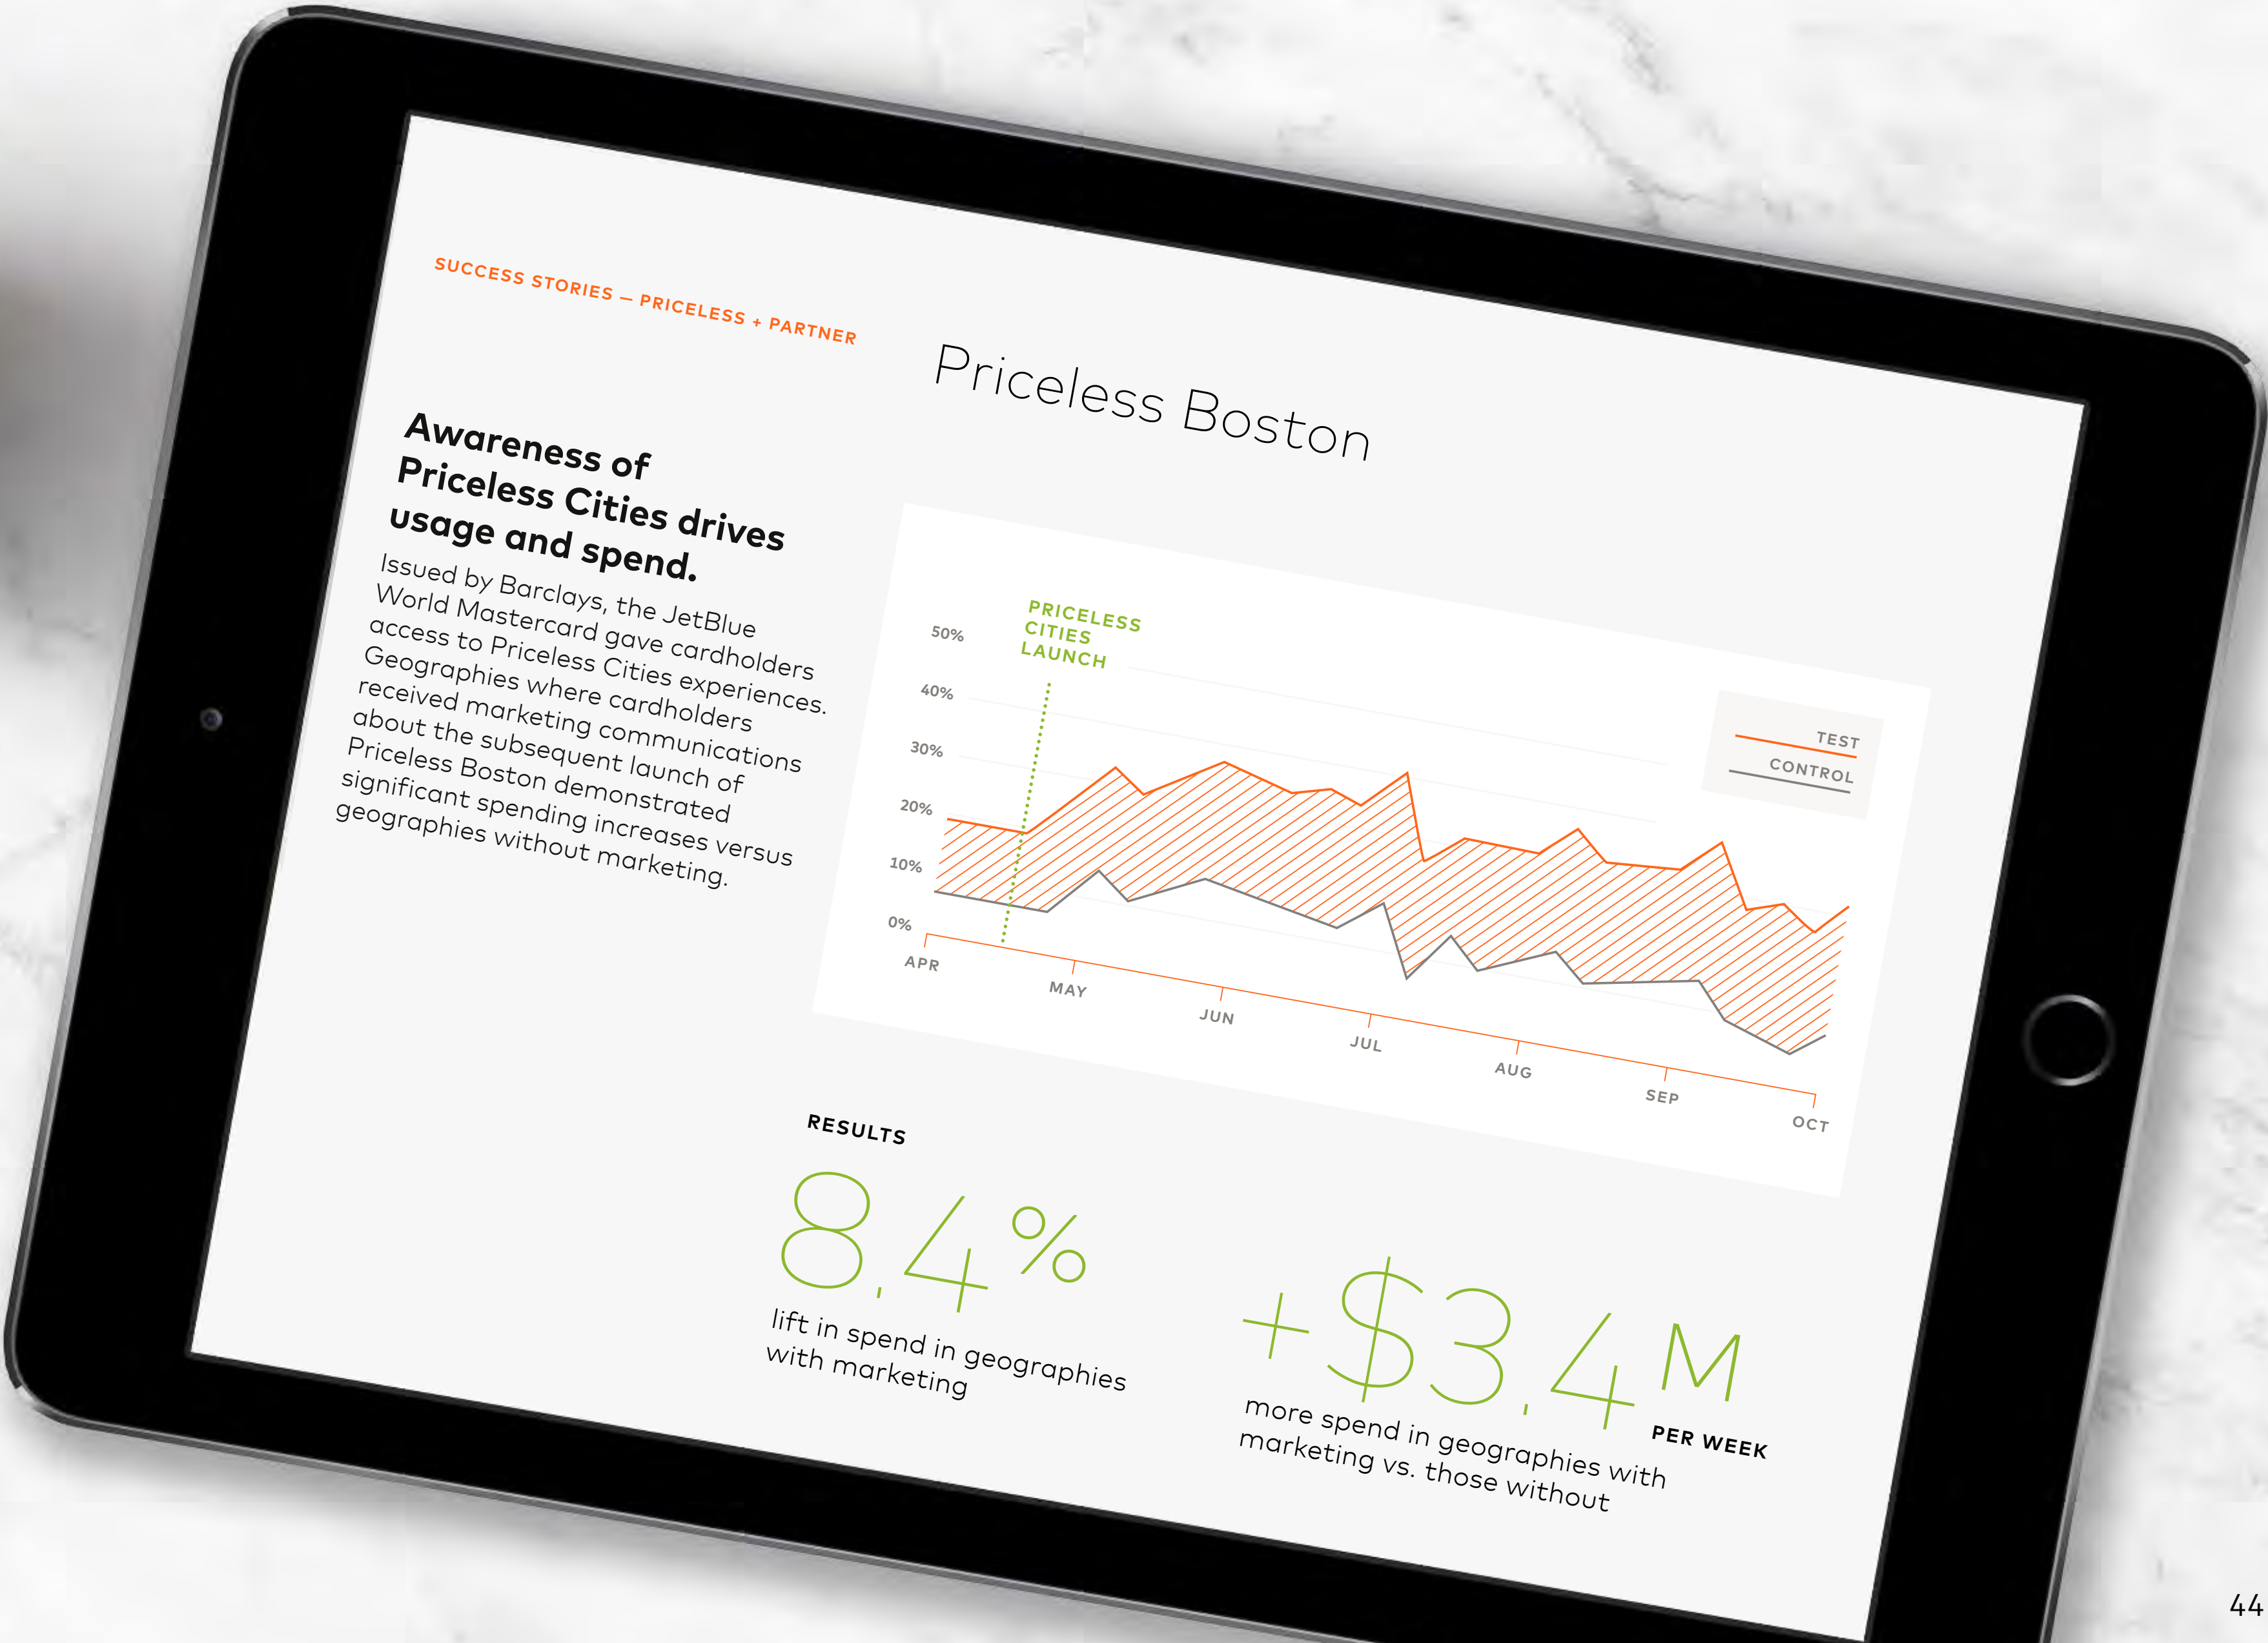 SUCCESS STORIES — PRICELESS + PARTNER
Priceless Boston
Awareness of
Priceless Cities drives
usage and spend.
Issued by Barclays, the JetBlue
World Mastercard gave cardholders
access to Priceless Cities experiences.
Geographies where cardholders
received marketing communications
about the subsequent launch of
Priceless Boston demonstrated
significant spending increases versus
geographies without marketing.
PRICELESS
CITIES
LAUNCH
50%
40%
30%
20%
10%
0%
TEST
CONTROL
APR
MAY
JUN
JUL
AUG
SEP
OCT
RESULTS
8.4%
lift in spend in geographies
with marketing
+$3.4M
PER WEEK
more spend in geographies with
marketing vs. those without
44